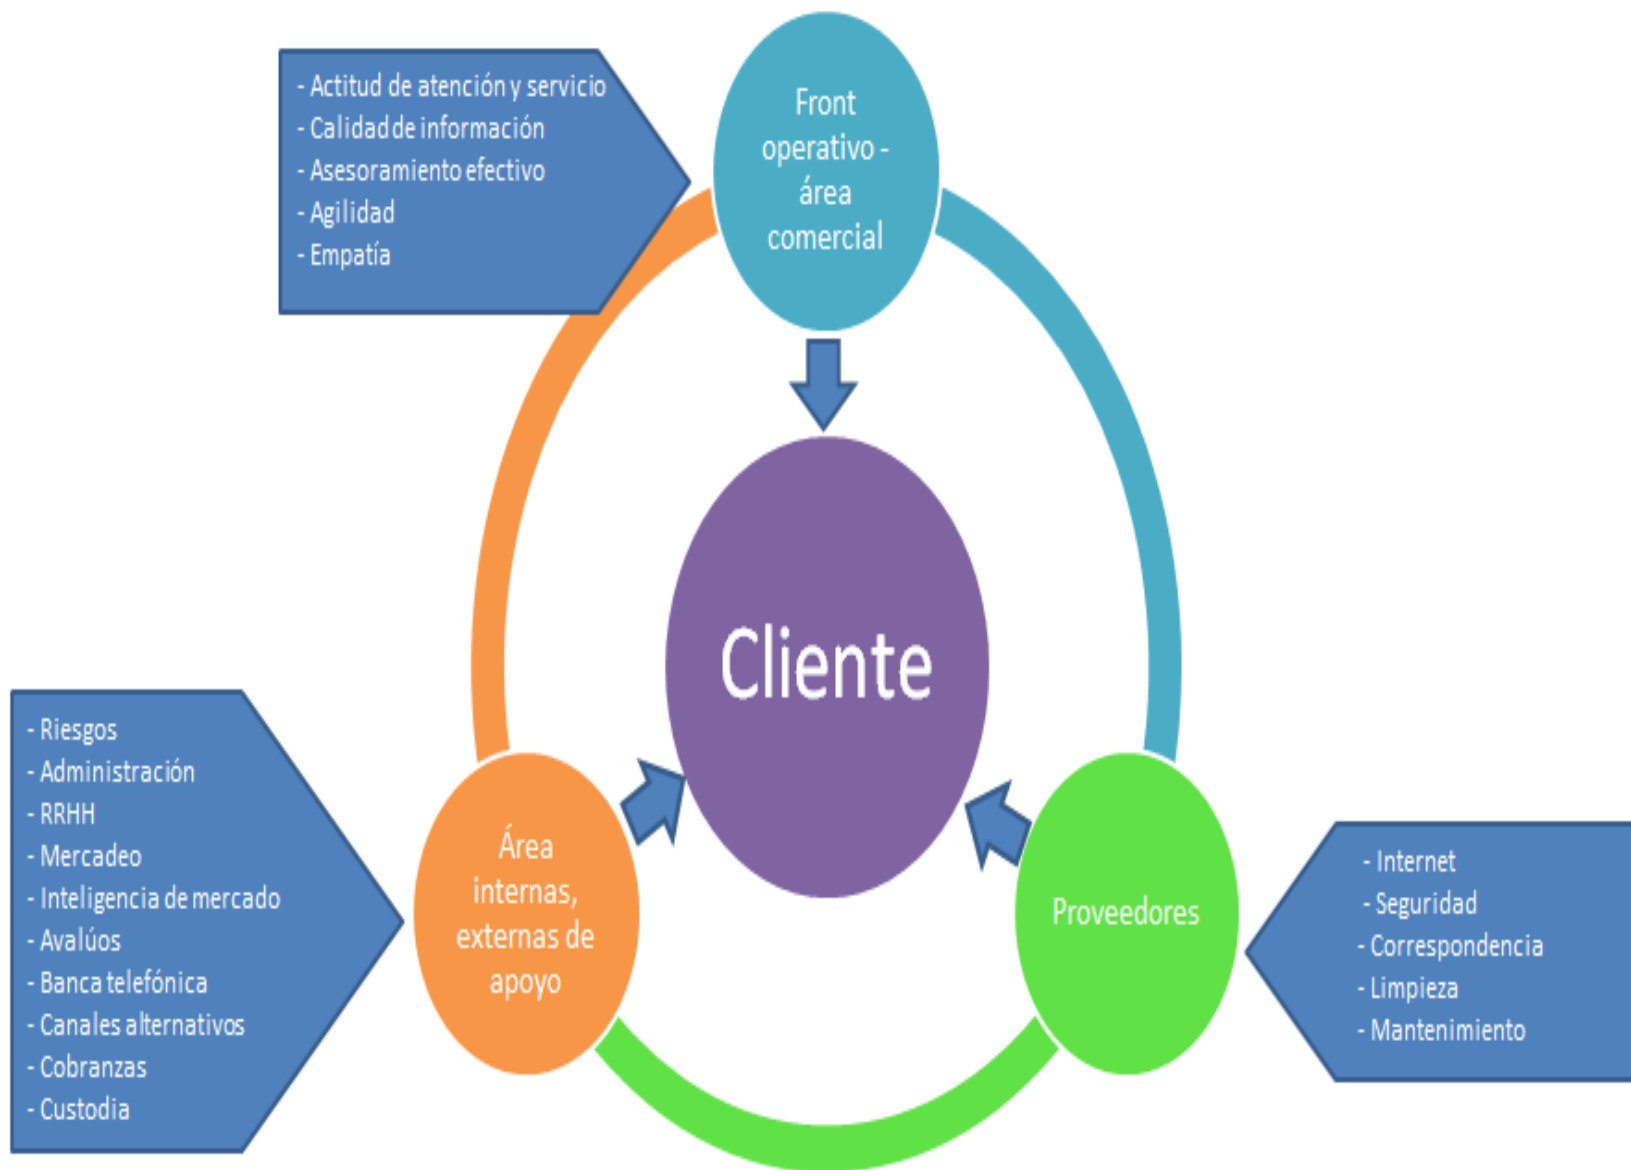 - Actitud de atención y servicio
- Calidad de información
- Asesoramiento efectivo
- Agilidad
- Empatía
Front
operativo -
área
comercial
Cliente
- Riesgos
- Administración
- RRHH
- Mercadeo
- Inteligencia de mercado
- Avalúos
- Banca telefónica
- Canales alternativos
- Cobranzas
- Custodia
Área
internas,
externas de
apoyo
Proveedores
- Internet
- Seguridad
- Correspondencia
- Limpieza
- Mantenimiento